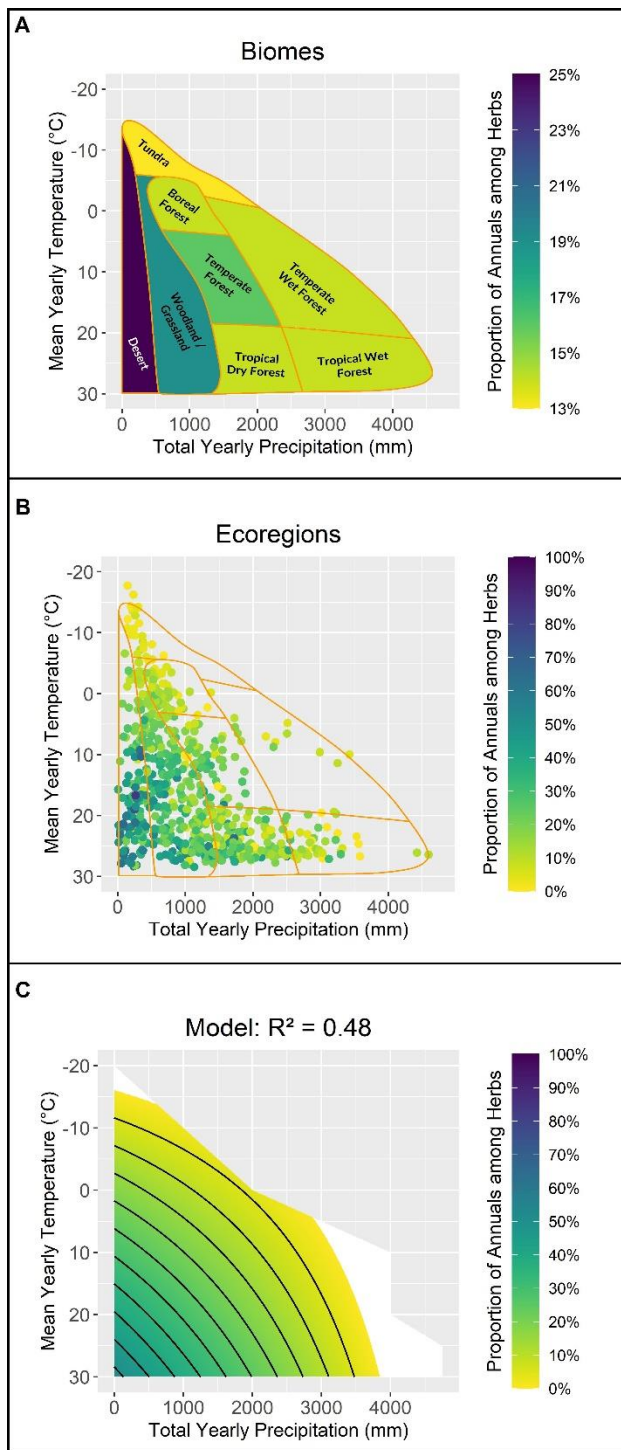 A
Biomes
Mean Yearly Temperature (°C)
-20
-10
0
10
20
30
Tundra
Boreal
Forest
Temperate
Forest
Temperate
Wet Forest
Woodland /
Grassland
Desert
Tropical
Dry Forest
Tropical Wet
Forest
0
1000
2000
3000
4000
Total Yearly Precipitation (mm)
Proportion of Annuals among Herbs
25%
23%
21%
19%
17%
15%
13%
B
Ecoregions
Mean Yearly Temperature (°C)
-20
-10
0
10
20
30
0
1000
2000
3000
4000
Total Yearly Precipitation (mm)
Proportion of Annuals among Herbs
100%
90%
80%
70%
60%
50%
40%
30%
20%
10%
0%
C
Model: R² = 0.48
Mean Yearly Temperature (°C)
-20
-10
0
10
20
30
0
1000
2000
3000
4000
Total Yearly Precipitation (mm)
Proportion of Annuals among Herbs
100%
90%
80%
70%
60%
50%
40%
30%
20%
10%
0%